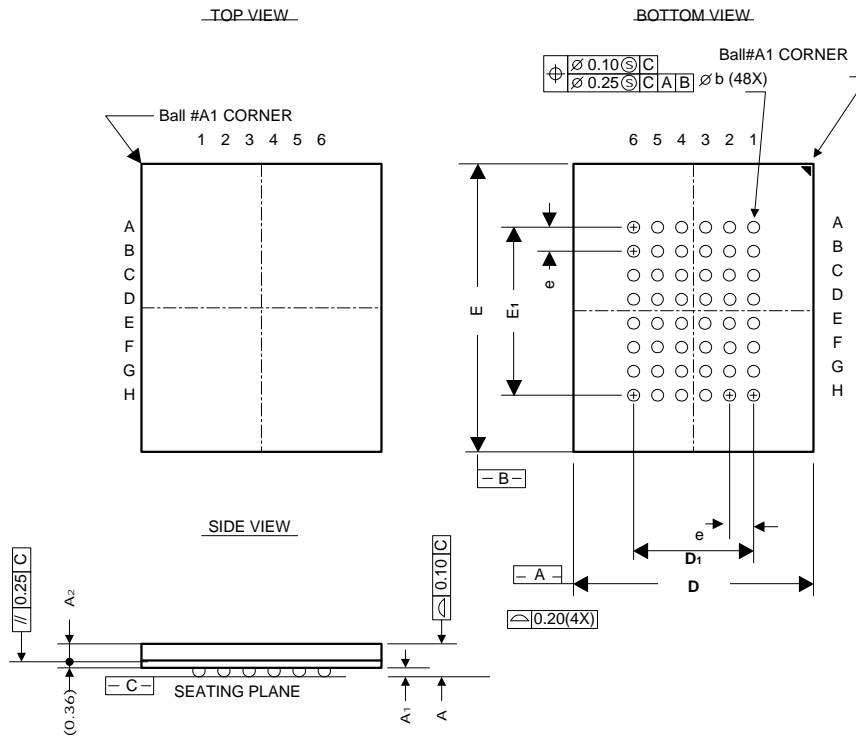 TOP VIEW
Ball #A1 CORNER
1 2 3 4 5 6
A
B
C
D
E
F
G
H
BOTTOM VIEW
Ball#A1 CORNER
⌀ 0.10 Ⓢ C
⌀ 0.25 Ⓢ C A B
⌀ b (48X)
6 5 4 3 2 1
A
B
C
D
E
F
G
H
e
E1
E
– B –
e
D1
– A –
D
0.20(4X)
SIDE VIEW
// 0.25 C
A2
(0.36)
0.10 C
– C –
SEATING PLANE
A1
A